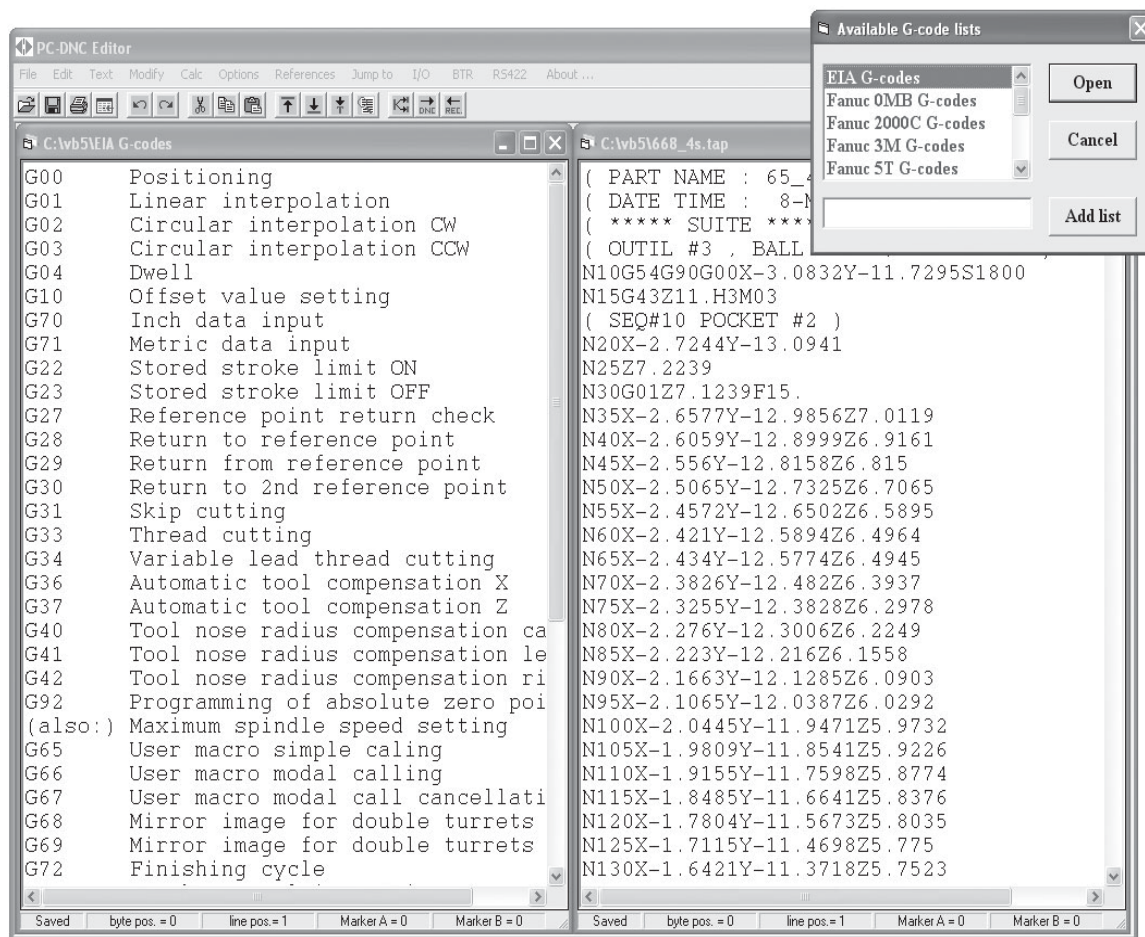 PC-DNC Editor
File Edit Text Modify Calc Options References Jump to I/O BTR RS422 About ...
DNC REC.
C:\vb5\EIA G-codes
G00 Positioning
G01 Linear interpolation
G02 Circular interpolation CW
G03 Circular interpolation CCW
G04 Dwell
G10 Offset value setting
G70 Inch data input
G71 Metric data input
G22 Stored stroke limit ON
G23 Stored stroke limit OFF
G27 Reference point return check
G28 Return to reference point
G29 Return from reference point
G30 Return to 2nd reference point
G31 Skip cutting
G33 Thread cutting
G34 Variable lead thread cutting
G36 Automatic tool compensation X
G37 Automatic tool compensation Z
G40 Tool nose radius compensation ca
G41 Tool nose radius compensation le
G42 Tool nose radius compensation ri
G92 Programming of absolute zero poi
(also:) Maximum spindle speed setting
G65 User macro simple caling
G66 User macro modal calling
G67 User macro modal call cancellati
G68 Mirror image for double turrets
G69 Mirror image for double turrets
G72 Finishing cycle
Saved byte pos. = 0 line pos.= 1 Marker A = 0 Marker B = 0
C:\vb5\668_4s.tap
( PART NAME : 65_
( DATE TIME : 8-
( ***** SUITE ****
( OUTIL #3 , BALL
N10G54G90G00X-3.0832Y-11.7295S1800
N15G43Z11.H3M03
( SEQ#10 POCKET #2 )
N20X-2.7244Y-13.0941
N25Z7.2239
N30G01Z7.1239F15.
N35X-2.6577Y-12.9856Z7.0119
N40X-2.6059Y-12.8999Z6.9161
N45X-2.556Y-12.8158Z6.815
N50X-2.5065Y-12.7325Z6.7065
N55X-2.4572Y-12.6502Z6.5895
N60X-2.421Y-12.5894Z6.4964
N65X-2.434Y-12.5774Z6.4945
N70X-2.3826Y-12.482Z6.3937
N75X-2.3255Y-12.3828Z6.2978
N80X-2.276Y-12.3006Z6.2249
N85X-2.223Y-12.216Z6.1558
N90X-2.1663Y-12.1285Z6.0903
N95X-2.1065Y-12.0387Z6.0292
N100X-2.0445Y-11.9471Z5.9732
N105X-1.9809Y-11.8541Z5.9226
N110X-1.9155Y-11.7598Z5.8774
N115X-1.8485Y-11.6641Z5.8376
N120X-1.7804Y-11.5673Z5.8035
N125X-1.7115Y-11.4698Z5.775
N130X-1.6421Y-11.3718Z5.7523
Saved byte pos. = 0 line pos.= 1 Marker A = 0 Marker B = 0
Available G-code lists
EIA G-codes
Fanuc 0MB G-codes
Fanuc 2000C G-codes
Fanuc 3M G-codes
Fanuc 5T G-codes
Open
Cancel
Add list